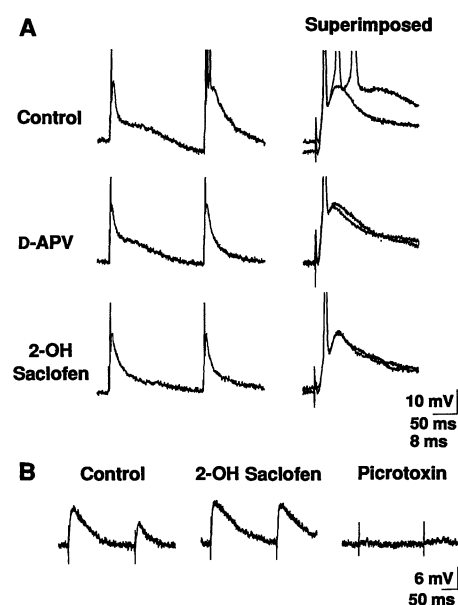 A
Superimposed
Control
D-APV
2-OH
Saclofen
10 mV
50 ms
8 ms
B
Control
2-OH Saclofen
Picrotoxin
6 mV
50 ms